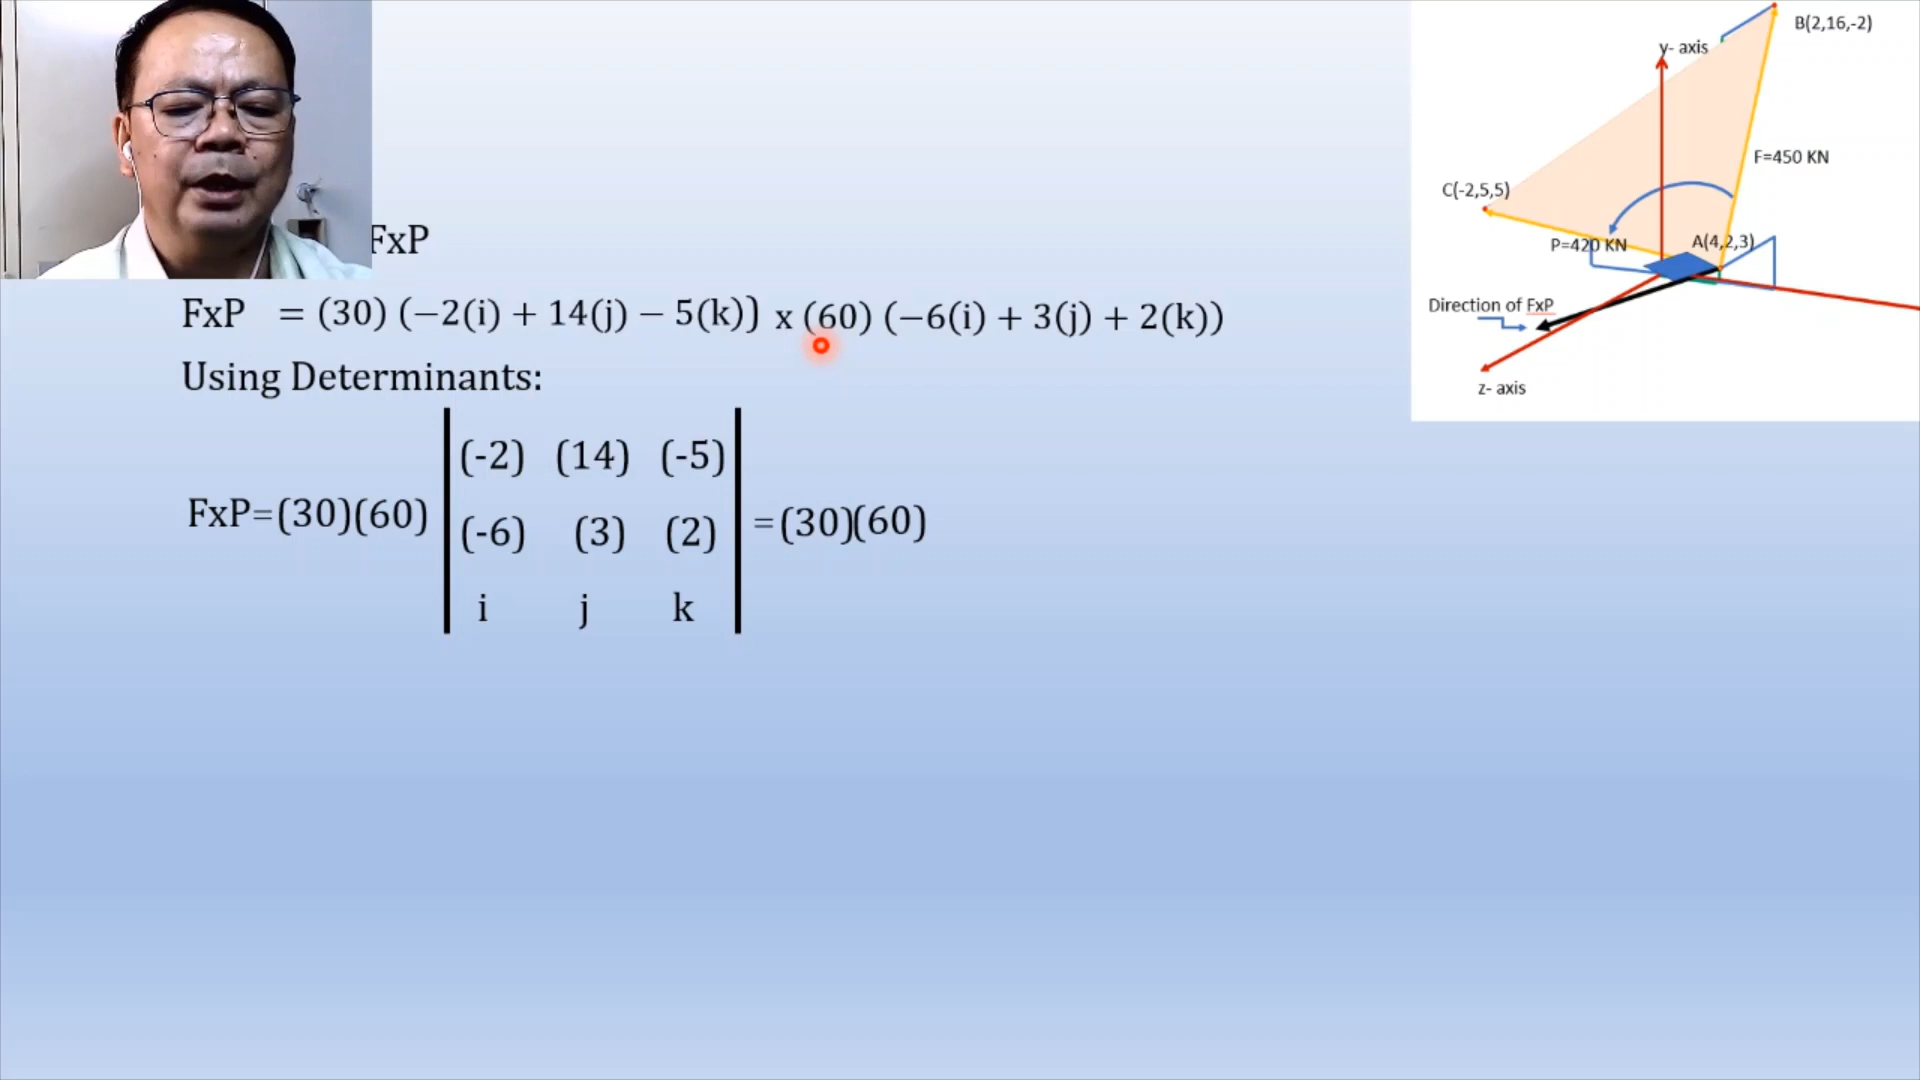 FxP
FxP = (30) (−2(i) + 14(j) − 5(k)) x (60) (−6(i) + 3(j) + 2(k))
Using Determinants:
FxP=(30)(60)
(-2) (14) (-5)
(-6) (3) (2)
i j k
=(30)(60)
B(2,16,-2)
y- axis
F=450 KN
C(-2,5,5)
P=420 KN
A(4,2,3)
Direction of FxP
z- axis